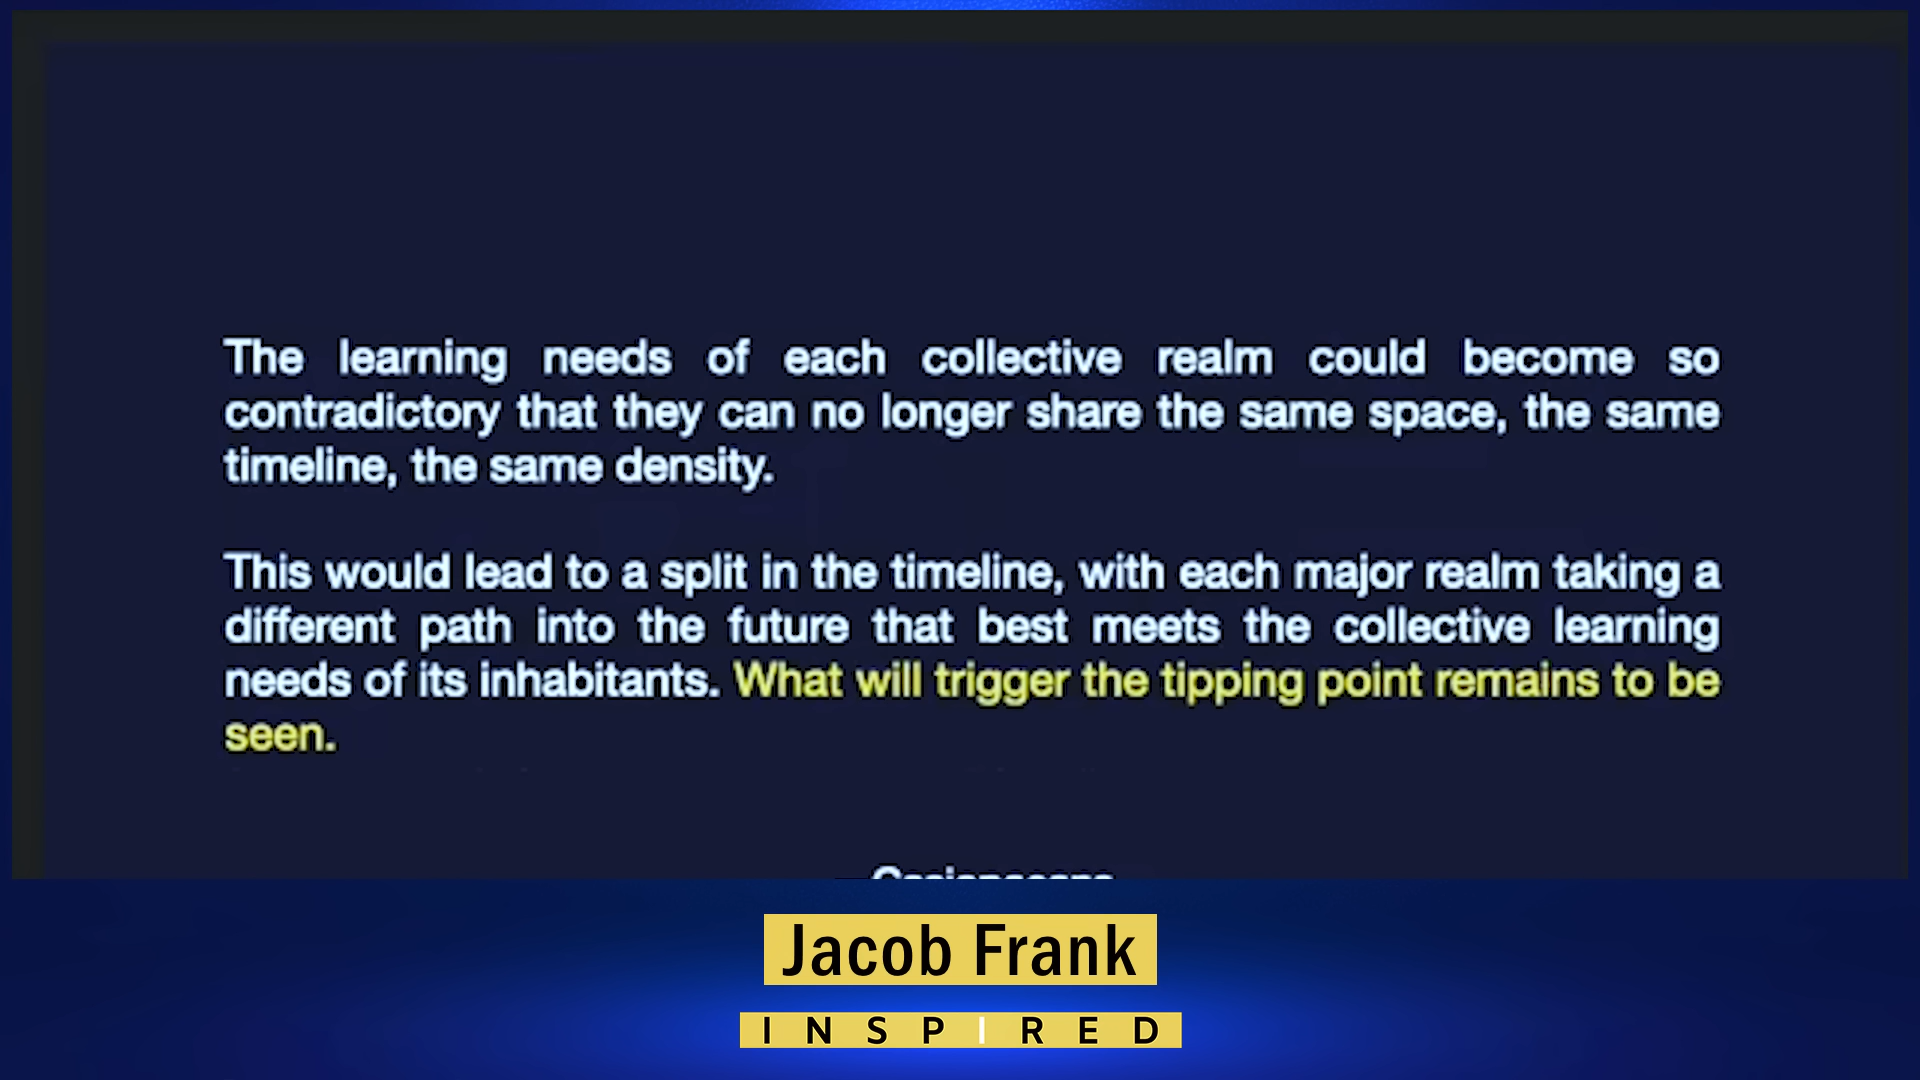 The learning needs of each collective realm could become so
contradictory that they can no longer share the same space, the same
timeline, the same density.
This would lead to a split in the timeline, with each major realm taking a
different path into the future that best meets the collective learning
needs of its inhabitants. What will trigger the tipping point remains to be
seen.
Jacob Frank
INSPIRED